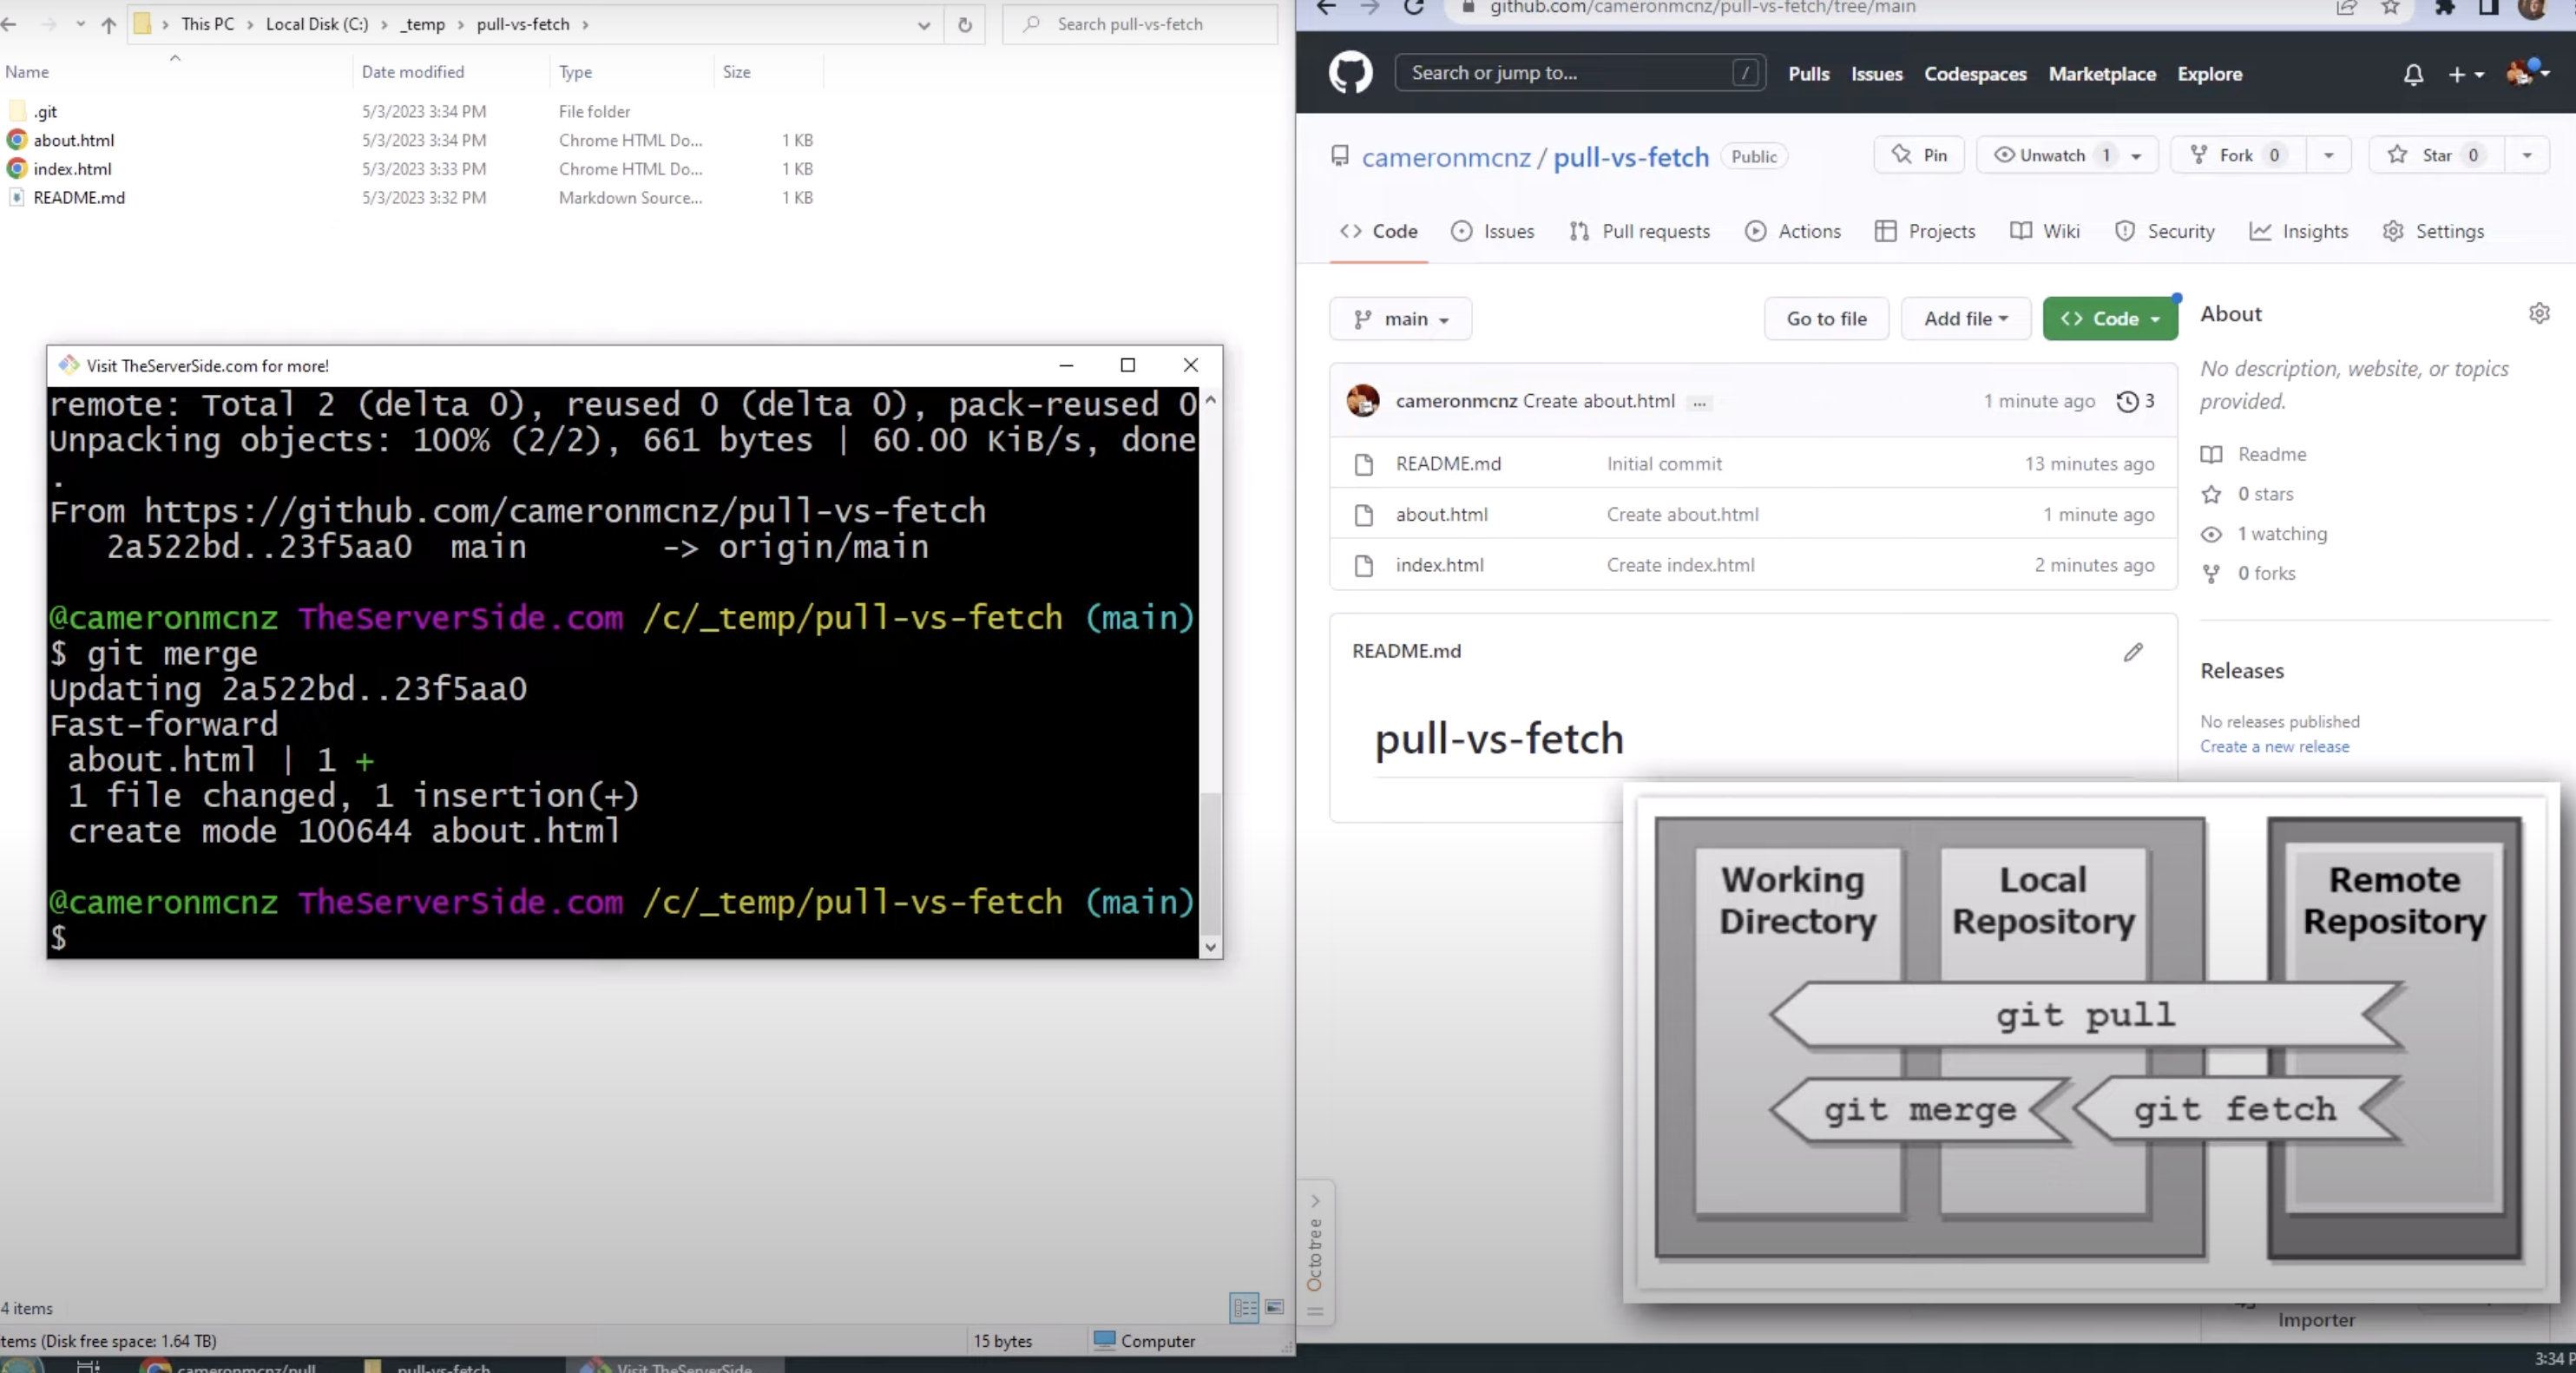 This PC > Local Disk (C:) > _temp > pull-vs-fetch >
Search pull-vs-fetch
Name Date modified Type Size
.git 5/3/2023 3:34 PM File folder
about.html 5/3/2023 3:34 PM Chrome HTML Do... 1 KB
index.html 5/3/2023 3:33 PM Chrome HTML Do... 1 KB
README.md 5/3/2023 3:32 PM Markdown Source... 1 KB
Visit TheServerSide.com for more!
remote: Total 2 (delta 0), reused 0 (delta 0), pack-reused 0
Unpacking objects: 100% (2/2), 661 bytes | 60.00 KiB/s, done
.
From https://github.com/cameronmcnz/pull-vs-fetch
2a522bd..23f5aa0 main -> origin/main
@cameronmcnz TheServerSide.com /c/_temp/pull-vs-fetch (main)
$ git merge
Updating 2a522bd..23f5aa0
Fast-forward
about.html | 1 +
1 file changed, 1 insertion(+)
create mode 100644 about.html
@cameronmcnz TheServerSide.com /c/_temp/pull-vs-fetch (main)
$
4 items
(Disk free space: 1.64 TB) 15 bytes Computer
github.com/cameronmcnz/pull-vs-fetch/tree/main
Search or jump to... / Pulls Issues Codespaces Marketplace Explore
cameronmcnz / pull-vs-fetch Public Pin Unwatch 1 Fork 0 Star 0
Code Issues Pull requests Actions Projects Wiki Security Insights Settings
main Go to file Add file Code
cameronmcnz Create about.html ... 1 minute ago 3
README.md Initial commit 13 minutes ago
about.html Create about.html 1 minute ago
index.html Create index.html 2 minutes ago
README.md
pull-vs-fetch
About
No description, website, or topics
provided.
Readme
0 stars
1 watching
0 forks
Releases
No releases published
Create a new release
Working
Directory
Local
Repository
Remote
Repository
git pull
git merge
git fetch
Octotree
Importer
cameronmcnz/pull
pull-vs-fetch
Visit TheServerSide
3:34